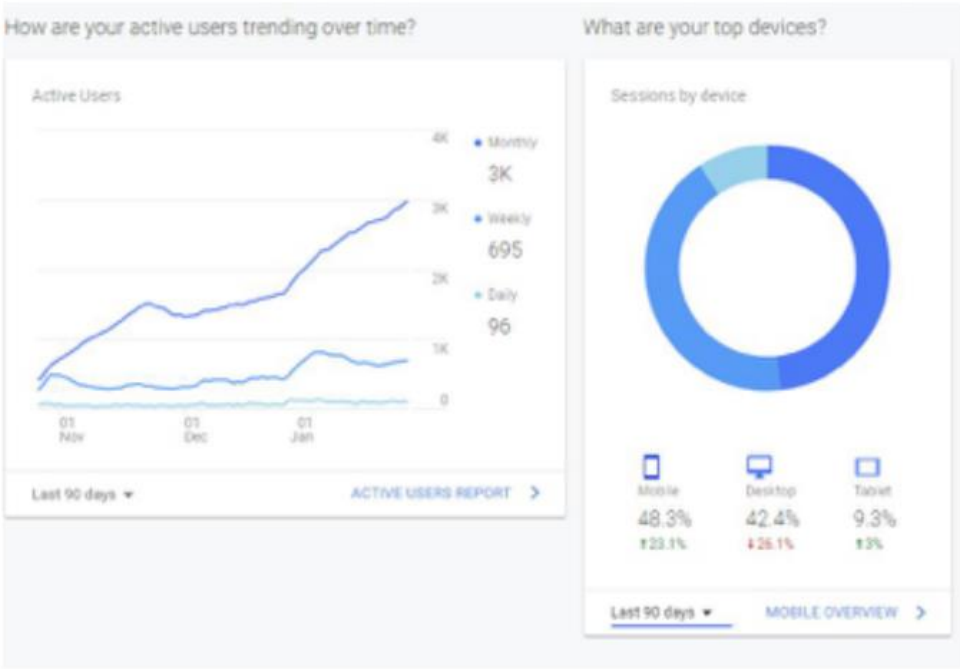 How are your active users trending over time?
Active Users
4K
3K
2K
1K
0
01 Nov
01 Dec
01 Jan
Monthly
3K
Weekly
695
Daily
96
Last 90 days
ACTIVE USERS REPORT
What are your top devices?
Sessions by device
Mobile
48.3%
↑23.1%
Desktop
42.4%
↓26.1%
Tablet
9.3%
↑3%
Last 90 days
MOBILE OVERVIEW